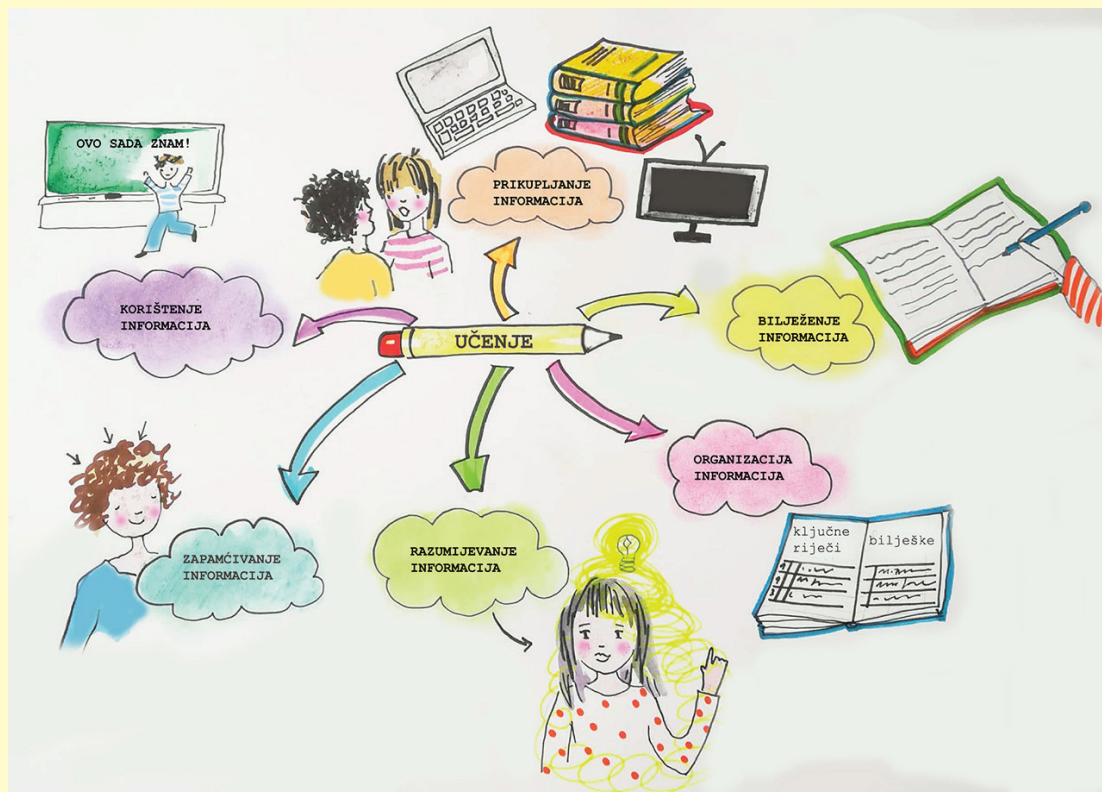 OVO SADA ZNAM!
PRIKUPLJANJE
INFORMACIJA
KORIŠTENJE
INFORMACIJA
UČENJE
BILJEŽENJE
INFORMACIJA
ORGANIZACIJA
INFORMACIJA
ZAPAMĆIVANJE
INFORMACIJA
RAZUMIJEVANJE
INFORMACIJA
ključne
riječi
bilješke